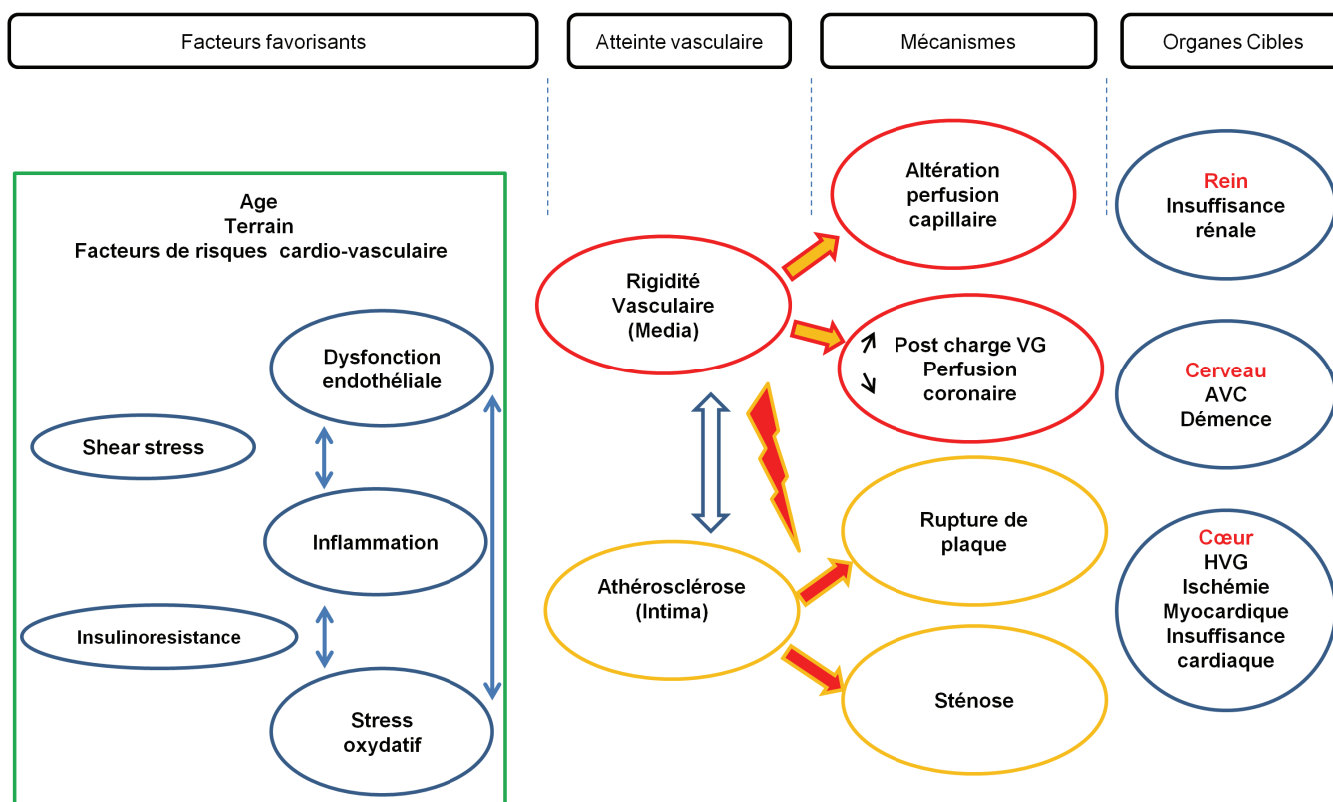 Facteurs favorisants
Atteinte vasculaire
Mécanismes
Organes Cibles
Age
Terrain
Facteurs de risques cardio-vasculaire
Dysfonction
endothéliale
Shear stress
Inflammation
Insulinoresistance
Stress
oxydatif
Rigidité
Vasculaire
(Media)
Athérosclérose
(Intima)
Altération
perfusion
capillaire
Post charge VG
Perfusion
coronaire
Rupture de
plaque
Sténose
Rein
Insuffisance
rénale
Cerveau
AVC
Démence
Cœur
HVG
Ischémie
Myocardique
Insuffisance
cardiaque